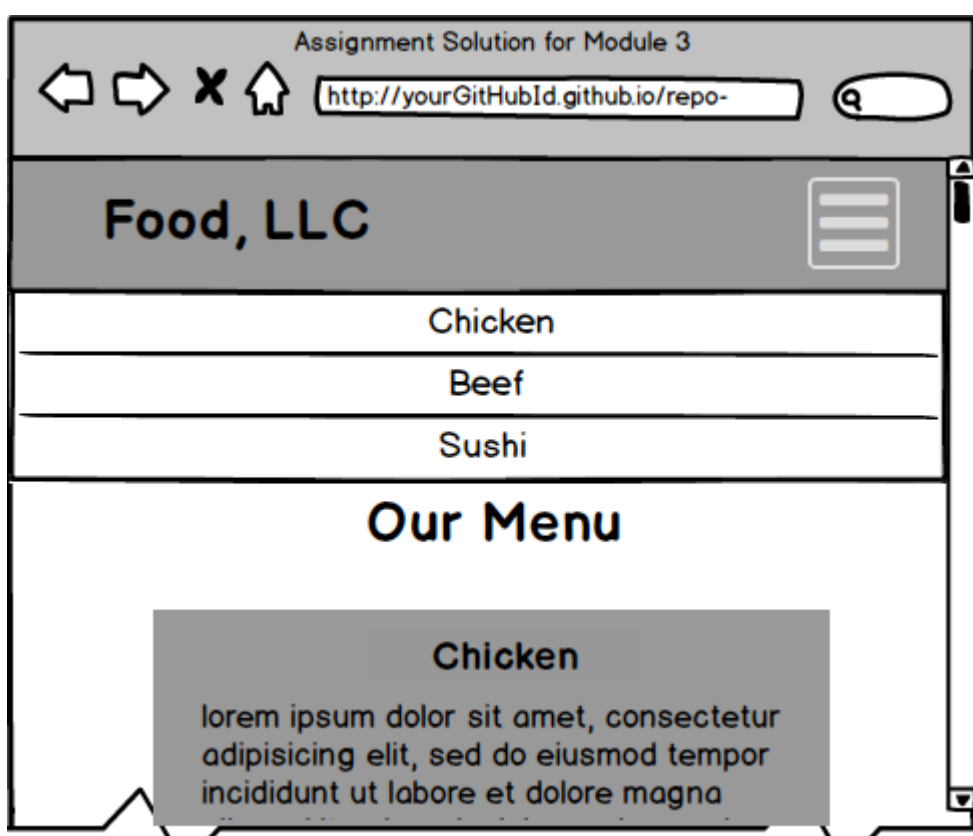 Assignment Solution for Module 3
http://yourGitHubId.github.io/repo-
Food, LLC
Chicken
Beef
Sushi
Our Menu
Chicken
lorem ipsum dolor sit amet, consectetur
adipisicing elit, sed do eiusmod tempor
incididunt ut labore et dolore magna